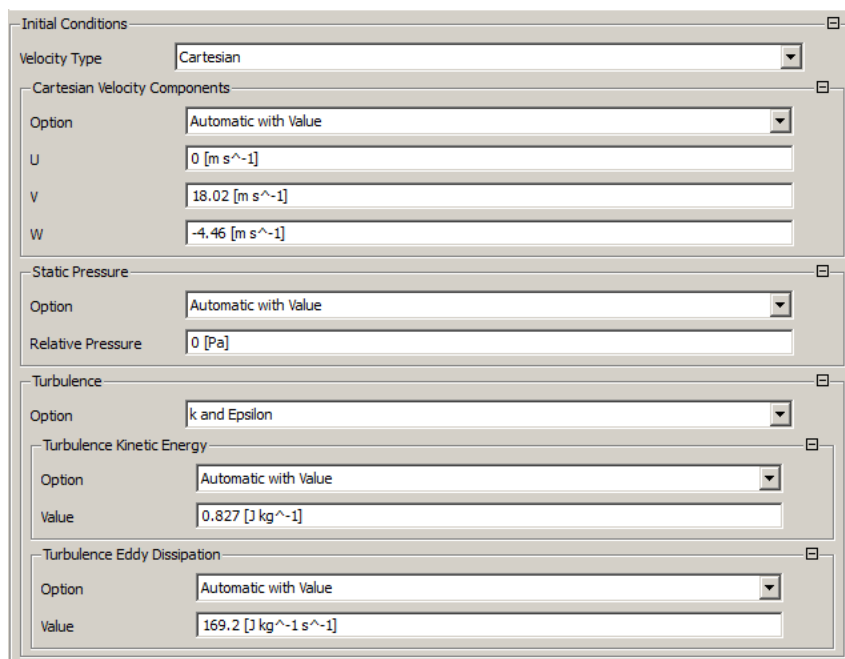 Initial Conditions
Velocity Type Cartesian
Cartesian Velocity Components
Option Automatic with Value
U 0 [m s^-1]
V 18.02 [m s^-1]
W -4.46 [m s^-1]
Static Pressure
Option Automatic with Value
Relative Pressure 0 [Pa]
Turbulence
Option k and Epsilon
Turbulence Kinetic Energy
Option Automatic with Value
Value 0.827 [J kg^-1]
Turbulence Eddy Dissipation
Option Automatic with Value
Value 169.2 [J kg^-1 s^-1]